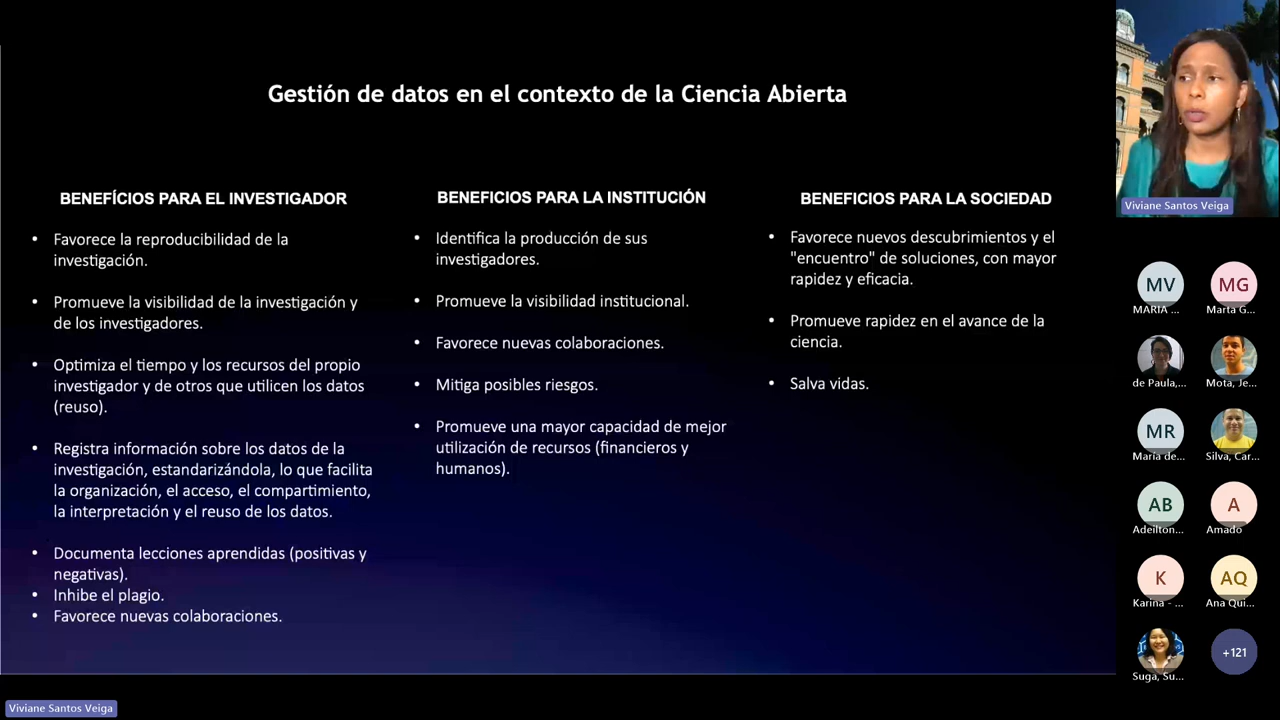 Gestión de datos en el contexto de la Ciencia Abierta
BENEFÍCIOS PARA EL INVESTIGADOR
• Favorece la reproducibilidad de la
investigación.
• Promueve la visibilidad de la investigación y
de los investigadores.
• Optimiza el tiempo y los recursos del propio
investigador y de otros que utilicen los datos
(reuso).
• Registra información sobre los datos de la
investigación, estandarizándola, lo que facilita
la organización, el acceso, el compartimiento,
la interpretación y el reuso de los datos.
• Documenta lecciones aprendidas (positivas y
negativas).
• Inhibe el plagio.
• Favorece nuevas colaboraciones.
BENEFICIOS PARA LA INSTITUCIÓN
• Identifica la producción de sus
investigadores.
• Promueve la visibilidad institucional.
• Favorece nuevas colaboraciones.
• Mitiga posibles riesgos.
• Promueve una mayor capacidad de mejor
utilización de recursos (financieros y
humanos).
BENEFICIOS PARA LA SOCIEDAD
• Favorece nuevos descubrimientos y el
"encuentro" de soluciones, con mayor
rapidez y eficacia.
• Promueve rapidez en el avance de la
ciencia.
• Salva vidas.
Viviane Santos Veiga
MV
MARIA ...
MG
Marta G...
de Paula,...
Mota, Je...
MR
Maria de...
Silva, Car...
AB
Adeilton...
A
Amado
K
Karina - ...
AQ
Ana Qui...
Suga, Su...
+121
Viviane Santos Veiga